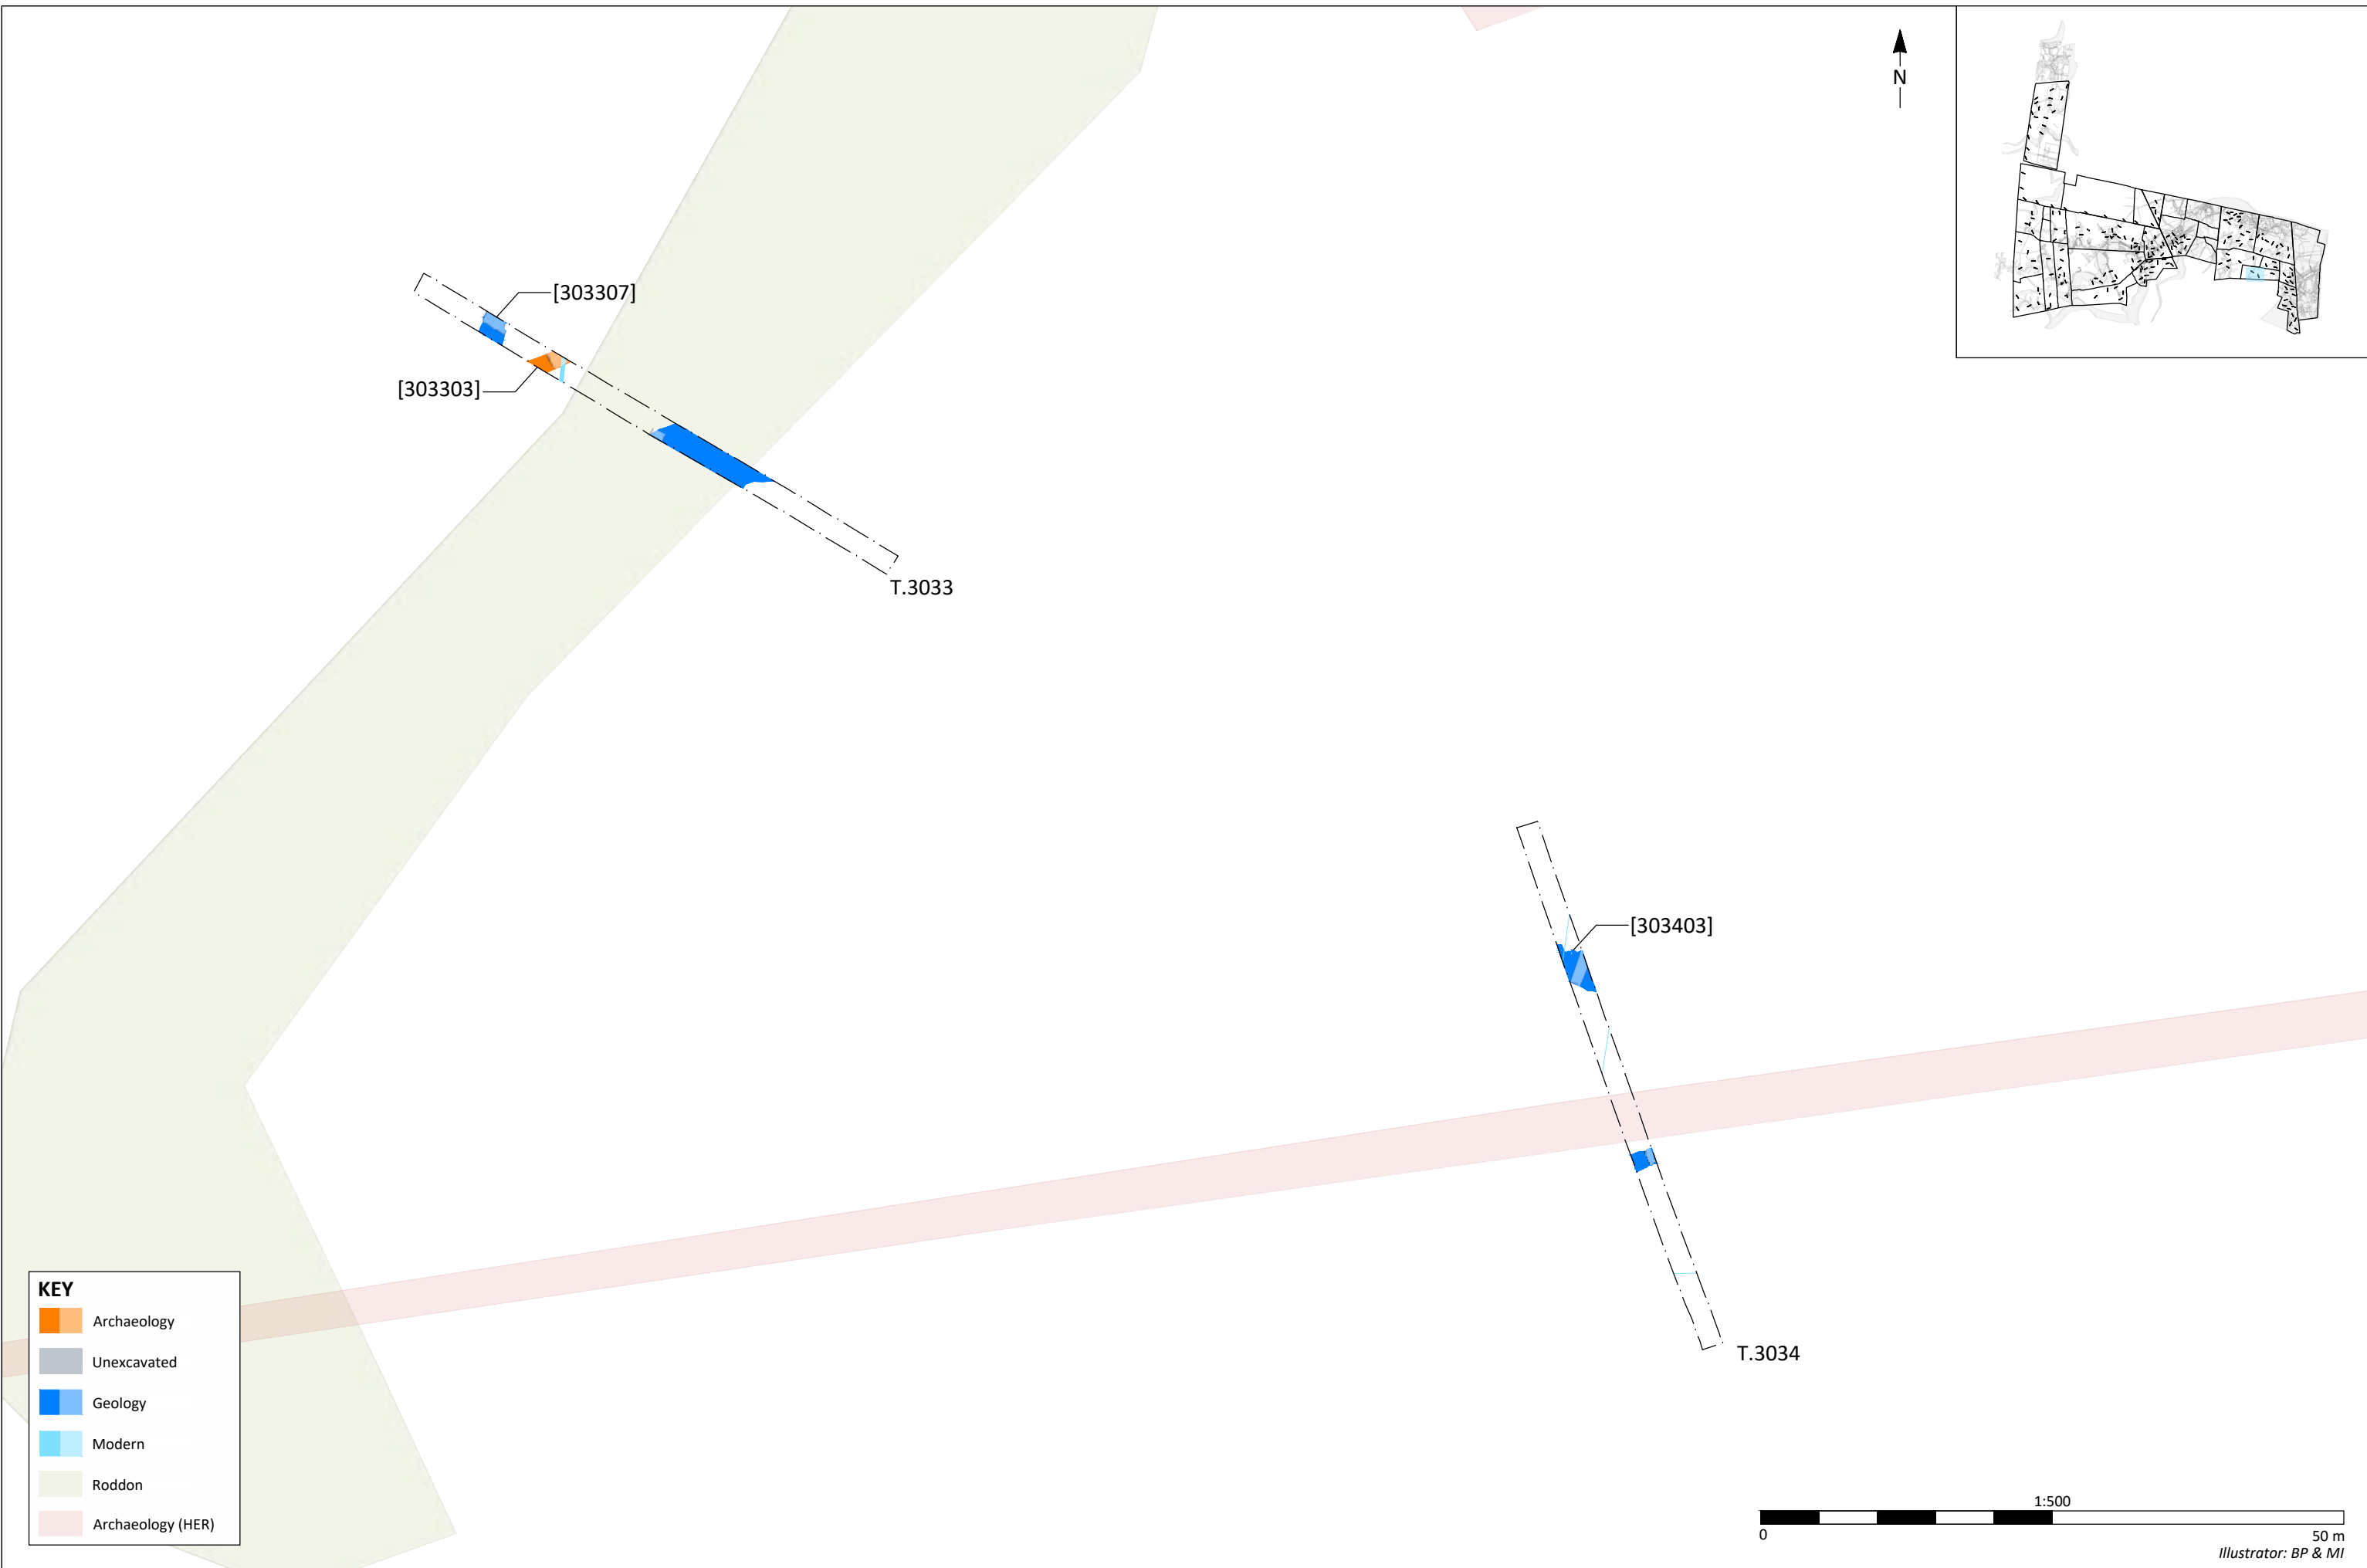 N
[303307]
[303303]
T.3033
[303403]
T.3034
KEY
Archaeology
Unexcavated
Geology
Modern
Roddon
Archaeology (HER)
1:500
0
50 m
Illustrator: BP & MI